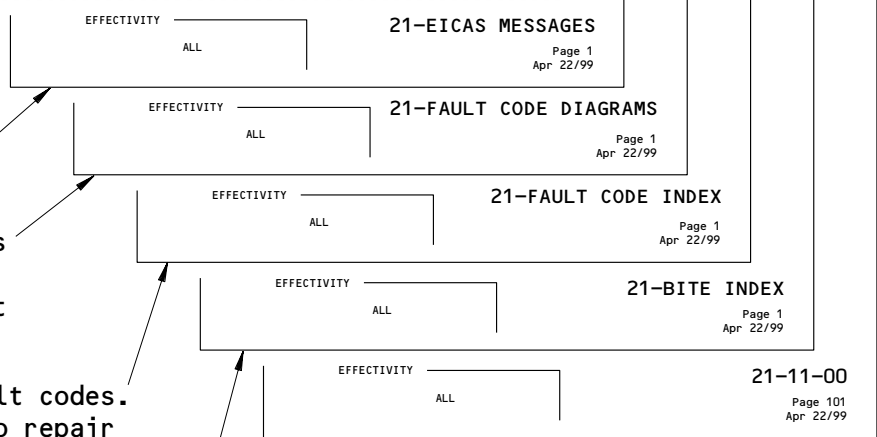 EFFECTIVITY
ALL
21-EICAS MESSAGES
Page 1
Apr 22/99
EFFECTIVITY
ALL
21-FAULT CODE DIAGRAMS
Page 1
Apr 22/99
EFFECTIVITY
ALL
21-FAULT CODE INDEX
Page 1
Apr 22/99
EFFECTIVITY
ALL
21-BITE INDEX
Page 1
Apr 22/99
EFFECTIVITY
ALL
21-11-00
Page 101
Apr 22/99
s
t
lt codes.
o repair